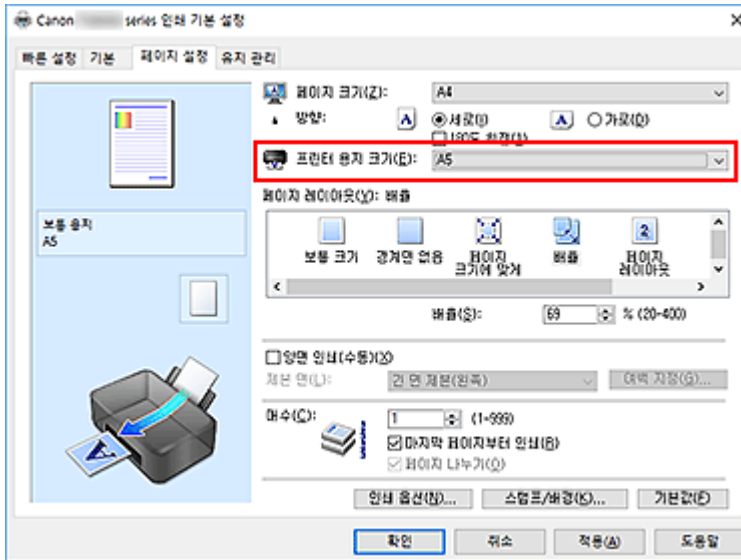 Canon series 인쇄 기본 설정
빠른 설정 기본 페이지 설정 유지 관리
페이지 크기(Z): A4
방향: A 세로(I) A 가로(O)
프린터 용지 크기(E): A5
페이지 레이아웃(Y): 배율
보통 용지
A5
보통 크기 경계면 없음 페이지 크기에 맞게 배율 페이지 레이아웃
배율(S): 69 % (20-400)
양면 인쇄(수동)(X)
제본 면(L): 긴 면 제본(왼쪽) 여백 지정(G)...
매수(C): 1 (1-999)
마지막 페이지부터 인쇄(R)
페이지 나누기(Q)
인쇄 옵션(N)... 스탬프/배경(K)... 기본값(F)
확인 취소 적용(A) 도움말